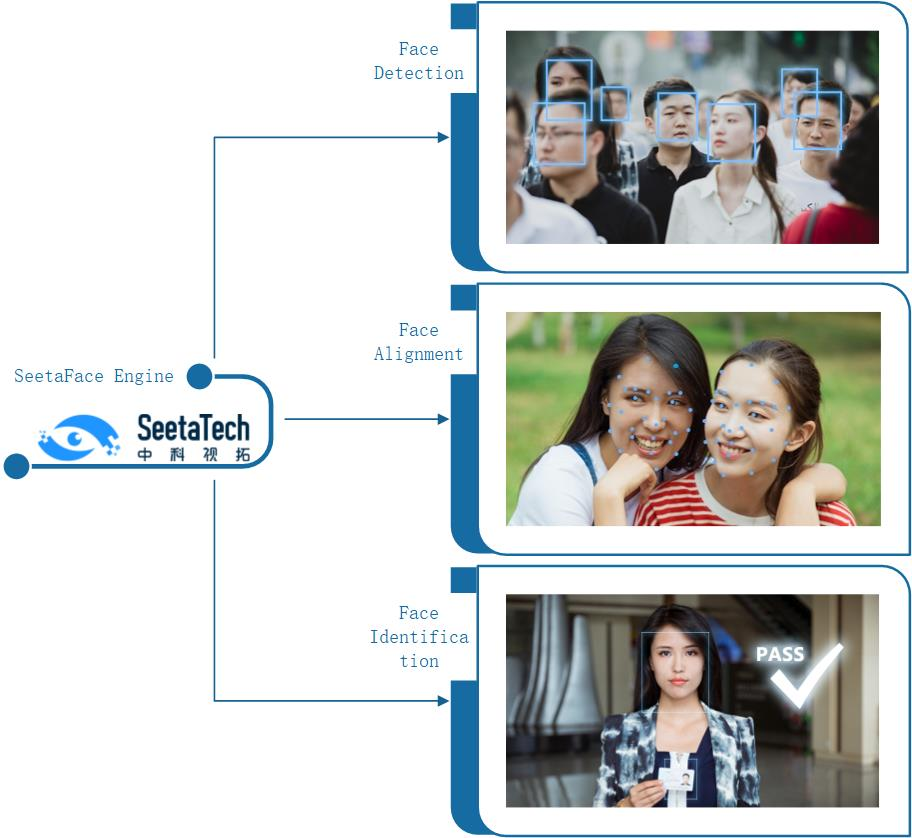 Face
Detection
Face
Alignment
SeetaFace Engine
SeetaTech
中科视拓
Face
Identifica
tion
PASS